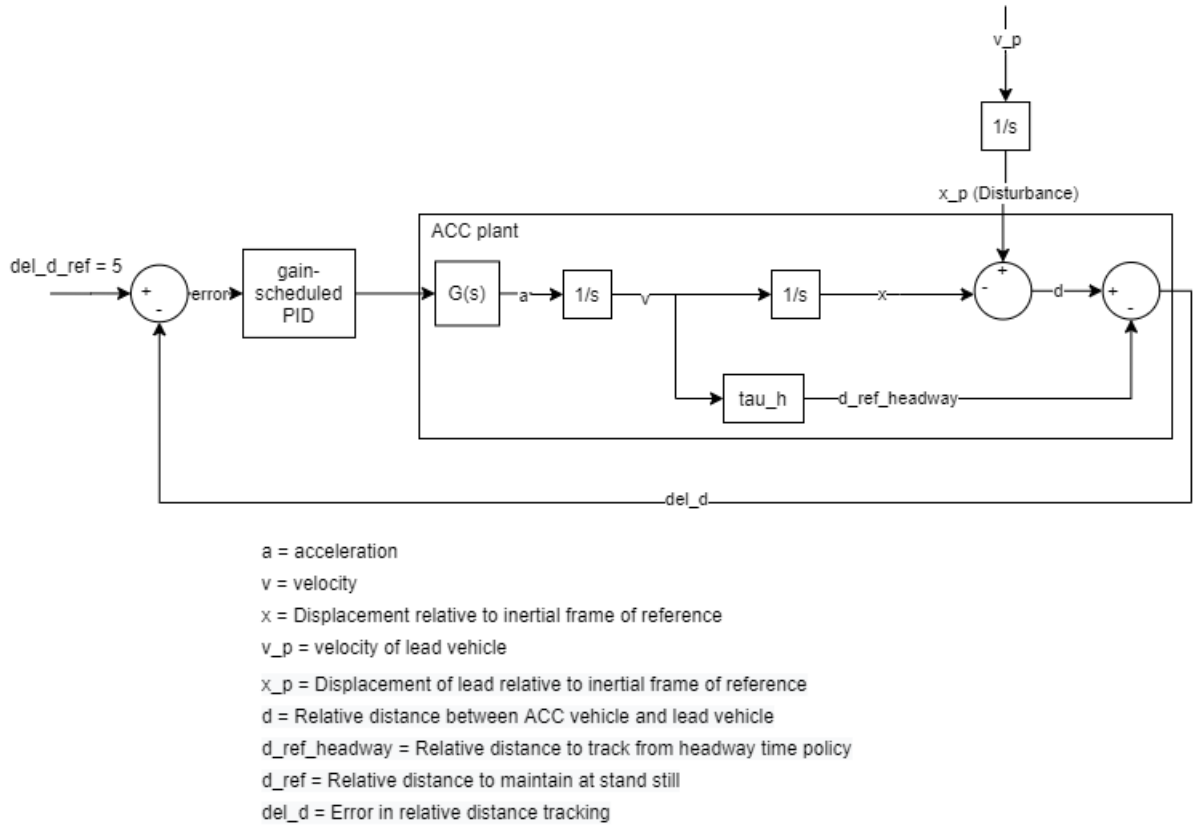 v_p
1/s
x_p (Disturbance)
ACC plant
del_d_ref = 5
+
-
error
gain-
scheduled
PID
G(s)
a
1/s
v
1/s
x
+
-
d
+
-
tau_h
d_ref_headway
del_d
a = acceleration
v = velocity
x = Displacement relative to inertial frame of reference
v_p = velocity of lead vehicle
x_p = Displacement of lead relative to inertial frame of reference
d = Relative distance between ACC vehicle and lead vehicle
d_ref_headway = Relative distance to track from headway time policy
d_ref = Relative distance to maintain at stand still
del_d = Error in relative distance tracking